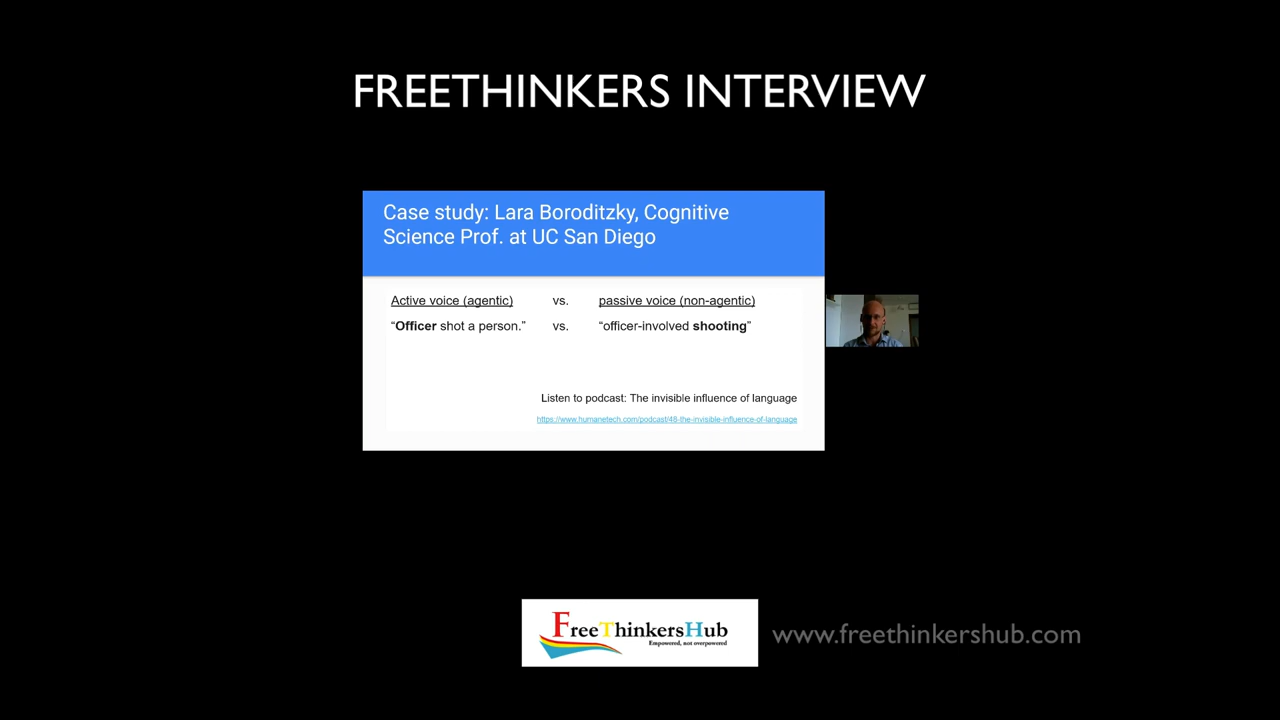 FREETHINKERS INTERVIEW
Case study: Lara Boroditzky, Cognitive
Science Prof. at UC San Diego
Active voice (agentic) vs. passive voice (non-agentic)
“Officer shot a person.” vs. “officer-involved shooting”
Listen to podcast: The invisible influence of language
https://www.humanetech.com/podcast/48-the-invisible-influence-of-language
FreeThinkersHub
Empowered, not overpowered
www.freethinkershub.com